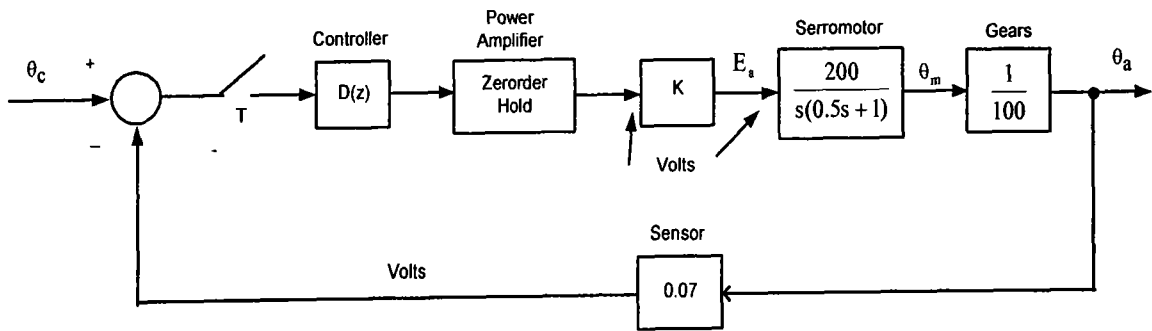 Power
Serromotor
Gears
Controller
Amplifier
θc
+
−
T
D(z)
Zerorder
Hold
K
Ea
200
s(0.5s + 1)
θm
1
100
θa
Volts
Sensor
Volts
0.07